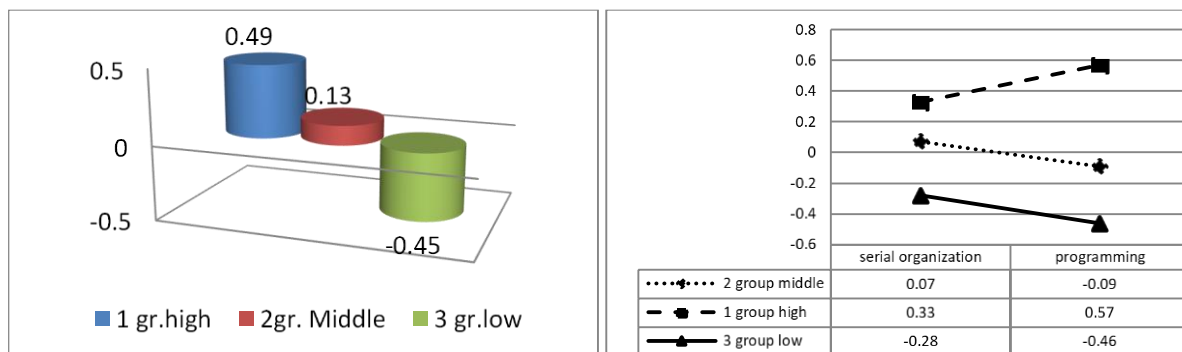 0.49
0.5
0.13
0
-0.5
-0.45
1 gr.high 2gr. Middle 3 gr.low
0.8
0.6
0.4
0.2
0
-0.2
-0.4
-0.6
serial organization programming
2 group middle 0.07 -0.09
1 group high 0.33 0.57
3 group low -0.28 -0.46